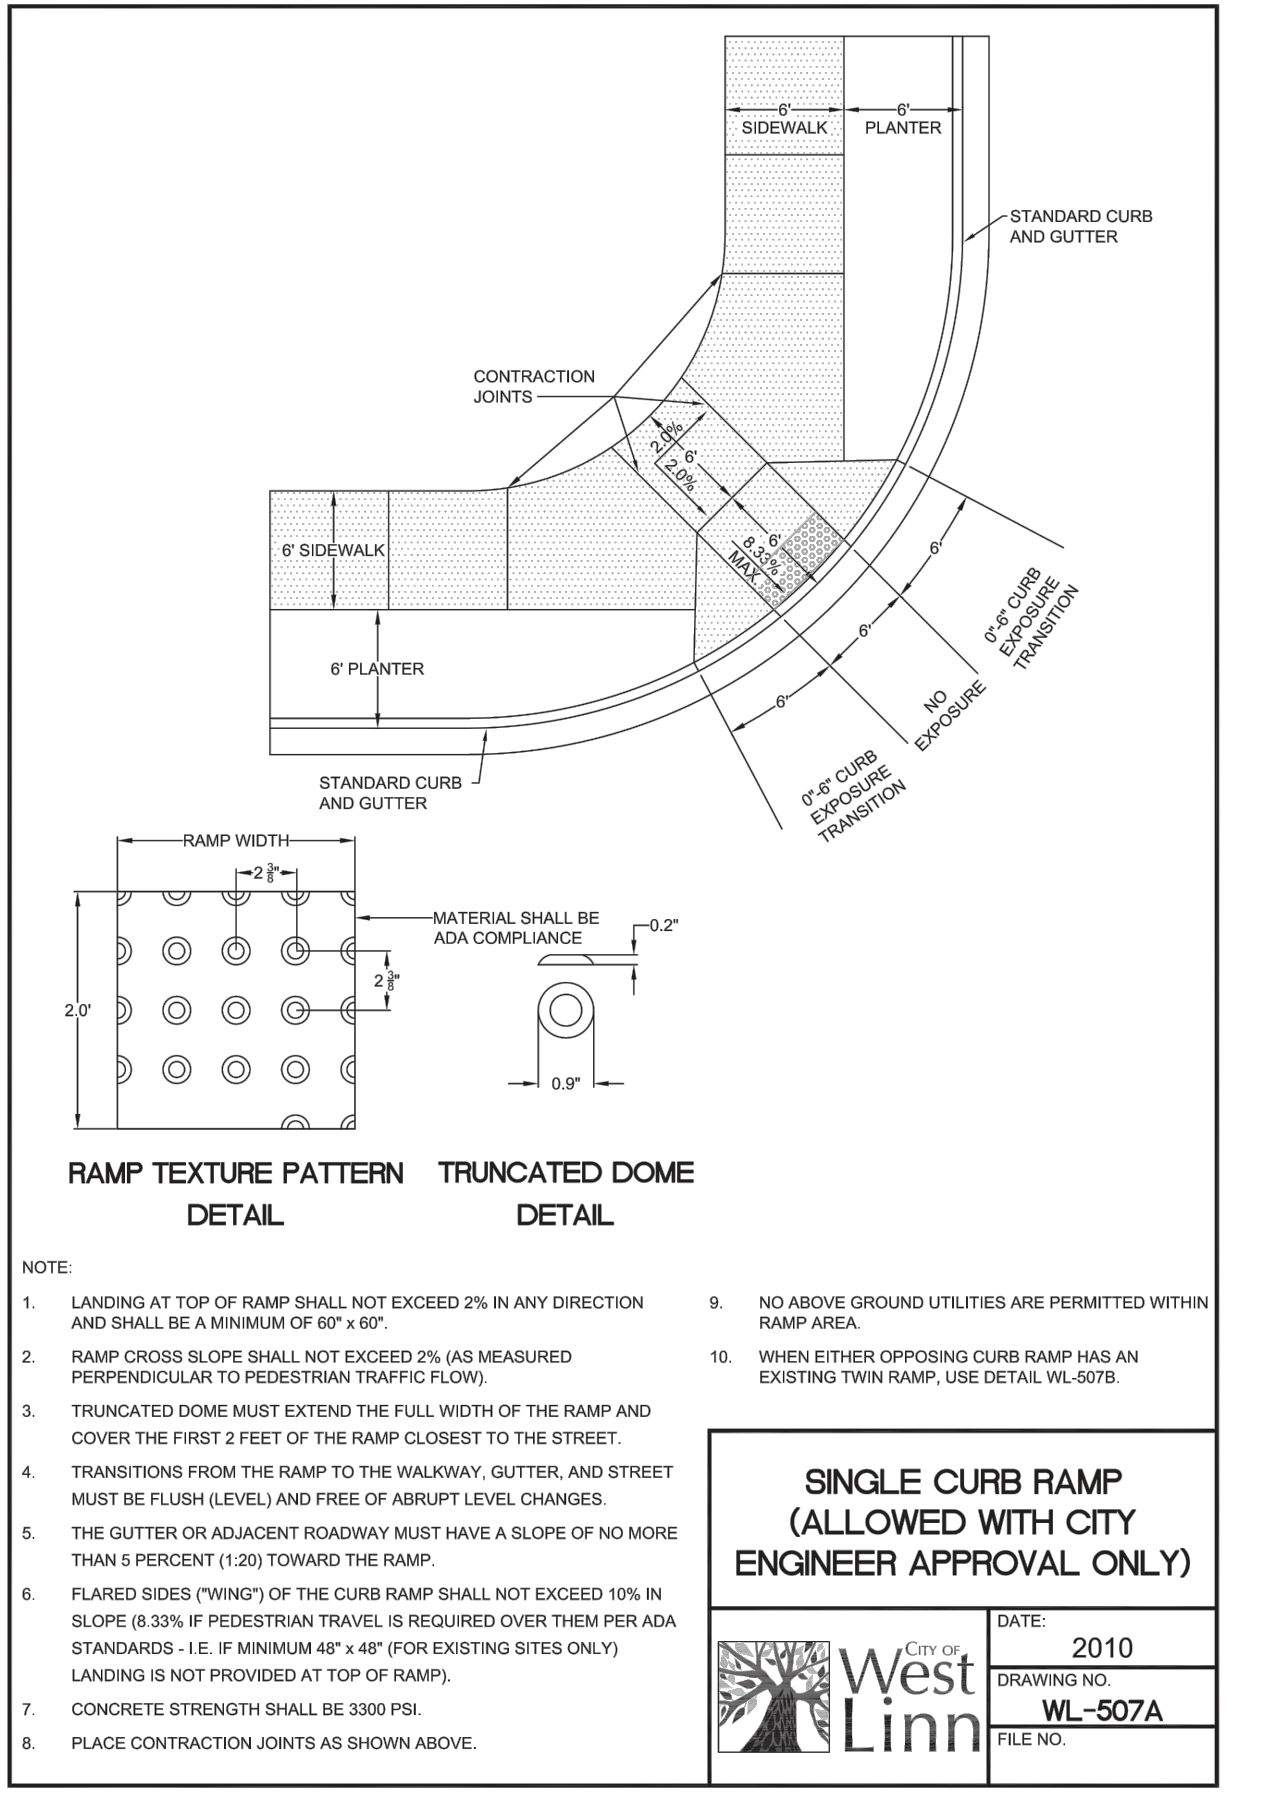 6'
SIDEWALK
6'
PLANTER
STANDARD CURB
AND GUTTER
CONTRACTION
JOINTS
2.0%
6'
2.0%
6'
8.33%
MAX.
6' SIDEWALK
6' PLANTER
6'
6'
6'
0"-6" CURB
EXPOSURE
TRANSITION
NO
EXPOSURE
0"-6" CURB
EXPOSURE
TRANSITION
STANDARD CURB
AND GUTTER
RAMP WIDTH
2 3/8"
MATERIAL SHALL BE
ADA COMPLIANCE
0.2"
2 3/8"
2.0'
0.9"
RAMP TEXTURE PATTERN
DETAIL
TRUNCATED DOME
DETAIL
NOTE:
1. LANDING AT TOP OF RAMP SHALL NOT EXCEED 2% IN ANY DIRECTION
AND SHALL BE A MINIMUM OF 60" x 60".
2. RAMP CROSS SLOPE SHALL NOT EXCEED 2% (AS MEASURED
PERPENDICULAR TO PEDESTRIAN TRAFFIC FLOW).
3. TRUNCATED DOME MUST EXTEND THE FULL WIDTH OF THE RAMP AND
COVER THE FIRST 2 FEET OF THE RAMP CLOSEST TO THE STREET.
4. TRANSITIONS FROM THE RAMP TO THE WALKWAY, GUTTER, AND STREET
MUST BE FLUSH (LEVEL) AND FREE OF ABRUPT LEVEL CHANGES.
5. THE GUTTER OR ADJACENT ROADWAY MUST HAVE A SLOPE OF NO MORE
THAN 5 PERCENT (1:20) TOWARD THE RAMP.
6. FLARED SIDES ("WING") OF THE CURB RAMP SHALL NOT EXCEED 10% IN
SLOPE (8.33% IF PEDESTRIAN TRAVEL IS REQUIRED OVER THEM PER ADA
STANDARDS - I.E. IF MINIMUM 48" x 48" (FOR EXISTING SITES ONLY)
LANDING IS NOT PROVIDED AT TOP OF RAMP).
7. CONCRETE STRENGTH SHALL BE 3300 PSI.
8. PLACE CONTRACTION JOINTS AS SHOWN ABOVE.
9. NO ABOVE GROUND UTILITIES ARE PERMITTED WITHIN
RAMP AREA.
10. WHEN EITHER OPPOSING CURB RAMP HAS AN
EXISTING TWIN RAMP, USE DETAIL WL-507B.
SINGLE CURB RAMP
(ALLOWED WITH CITY
ENGINEER APPROVAL ONLY)
CITY OF
West
Linn
DATE:
2010
DRAWING NO.
WL-507A
FILE NO.